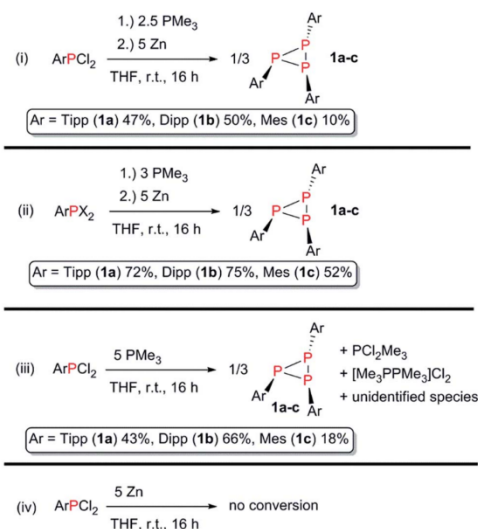 (i) ArPCl2 1.) 2.5 PMe3
2.) 5 Zn
THF, r.t., 16 h
1/3 Ar P P P Ar Ar 1a-c
Ar = Tipp (1a) 47%, Dipp (1b) 50%, Mes (1c) 10%
(ii) ArPX2 1.) 3 PMe3
2.) 5 Zn
THF, r.t., 16 h
1/3 Ar P P P Ar Ar 1a-c
Ar = Tipp (1a) 72%, Dipp (1b) 75%, Mes (1c) 52%
(iii) ArPCl2 5 PMe3
THF, r.t., 16 h
1/3 Ar P P P Ar Ar 1a-c
+ PCl2Me3
+ [Me3PPMe3]Cl2
+ unidentified species
Ar = Tipp (1a) 43%, Dipp (1b) 66%, Mes (1c) 18%
(iv) ArPCl2 5 Zn
THF, r.t., 16 h
no conversion